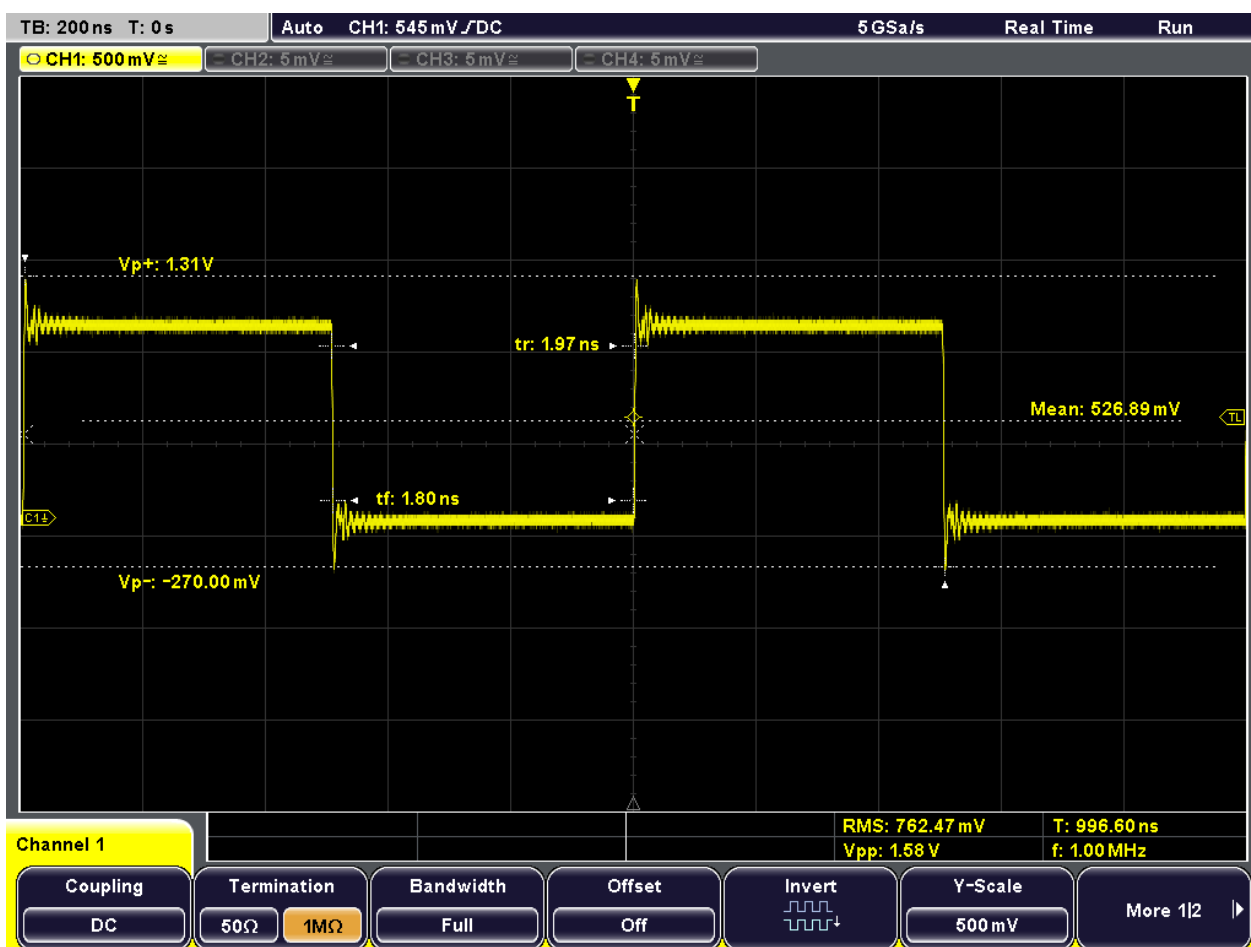 TB: 200 ns T: 0 s Auto CH1: 545 mV / DC 5 GSa/s Real Time Run
CH1: 500 mV≅ CH2: 5 mV≅ CH3: 5 mV≅ CH4: 5 mV≅
T
Vp+: 1.31 V
tr: 1.97 ns
Mean: 526.89 mV
TL
tf: 1.80 ns
C1
Vp-: -270.00 mV
RMS: 762.47 mV T: 996.60 ns
Channel 1
Vpp: 1.58 V f: 1.00 MHz
Coupling Termination Bandwidth Offset Invert Y-Scale
More 1|2
DC 50Ω 1MΩ Full Off 500 mV